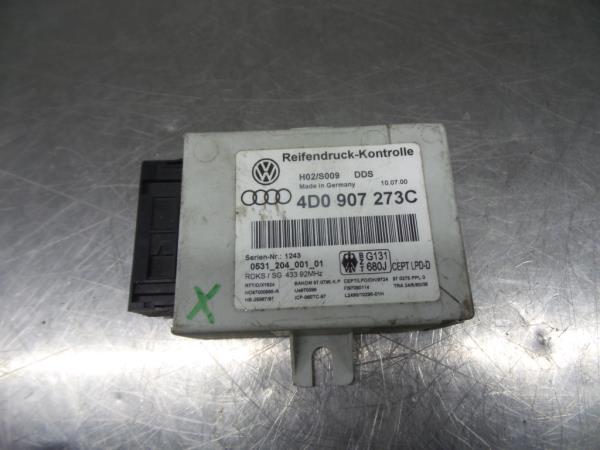 Reifendruck-Kontrolle
H02/S009 DDS
Made in Germany 10.07.00
4D0 907 273C
Serien-Nr.: 1243
0531_204_001_01
RDKS / SG 433.92MHz
BZT G131 680J CEPT LPD-D
X